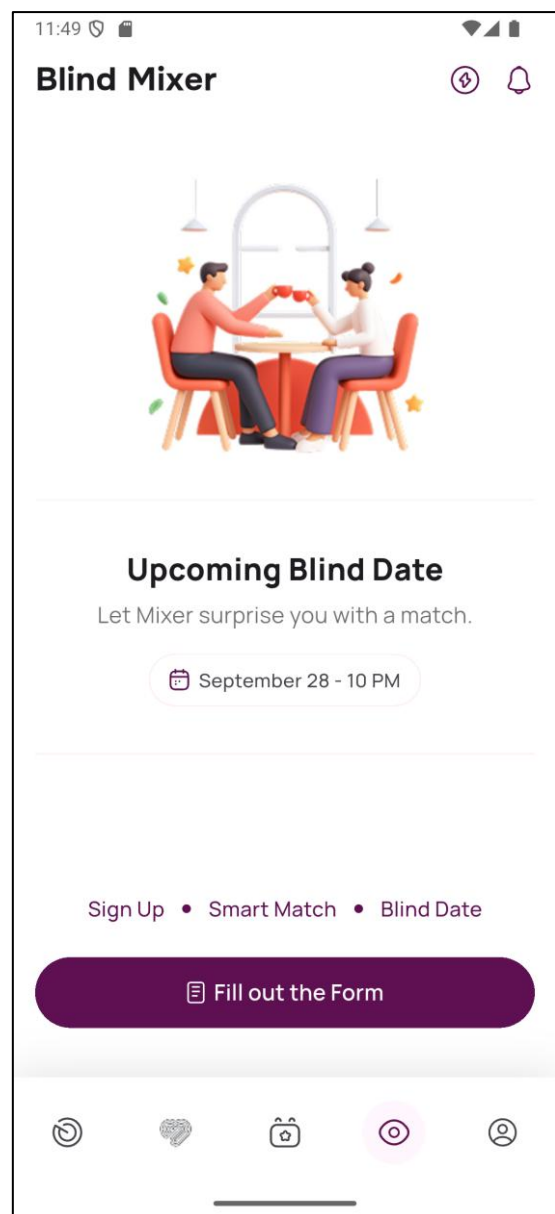 11:49
Blind Mixer
Upcoming Blind Date
Let Mixer surprise you with a match.
September 28 - 10 PM
Sign Up • Smart Match • Blind Date
Fill out the Form